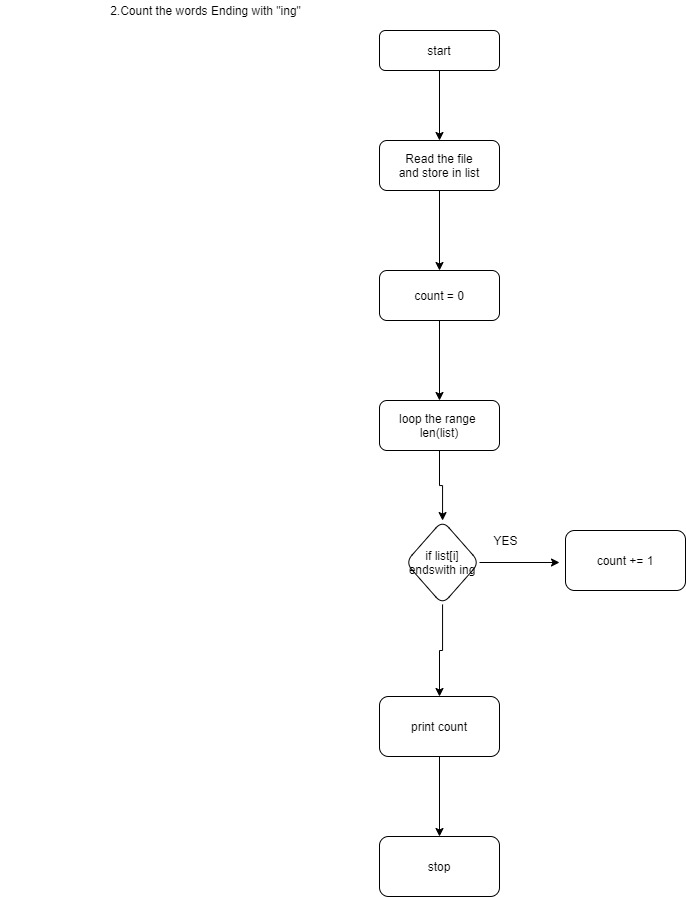 2.Count the words Ending with "ing"
start
Read the file
and store in list
count = 0
loop the range
len(list)
if list[i]
endswith ing
YES
count += 1
print count
stop